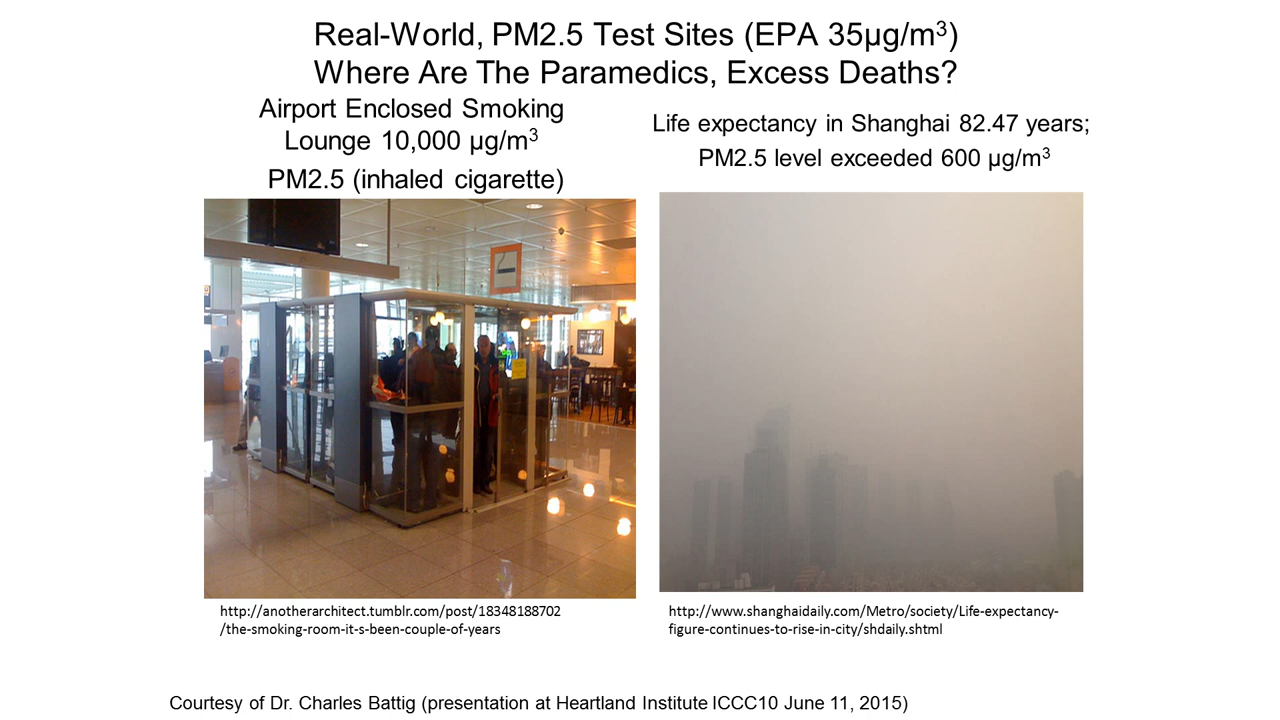 Real-World, PM2.5 Test Sites (EPA 35µg/m³)
Where Are The Paramedics, Excess Deaths?
Airport Enclosed Smoking
Lounge 10,000 µg/m³
PM2.5 (inhaled cigarette)
Life expectancy in Shanghai 82.47 years;
PM2.5 level exceeded 600 µg/m³
http://anotherarchitect.tumblr.com/post/18348188702
/the-smoking-room-it-s-been-couple-of-years
http://www.shanghaidaily.com/Metro/society/Life-expectancy-
figure-continues-to-rise-in-city/shdaily.shtml
Courtesy of Dr. Charles Battig (presentation at Heartland Institute ICCC10 June 11, 2015)